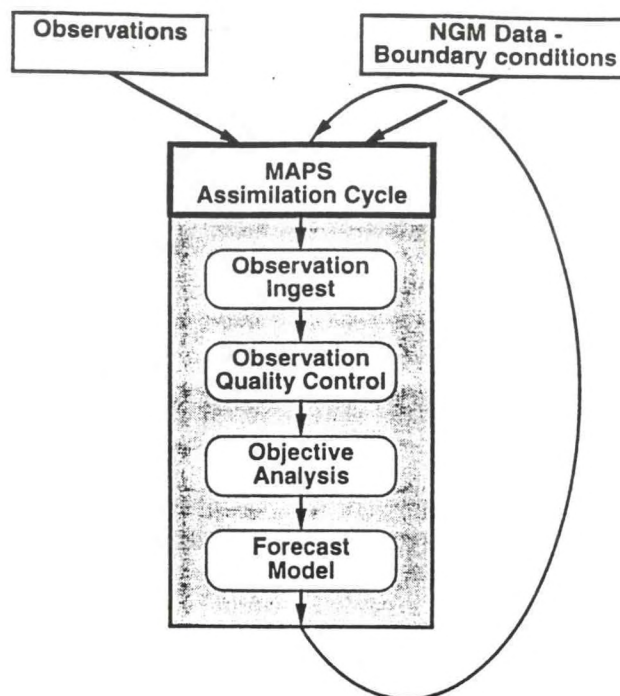 Observations
NGM Data -
Boundary conditions
MAPS
Assimilation Cycle
Observation
Ingest
Observation
Quality Control
Objective
Analysis
Forecast
Model